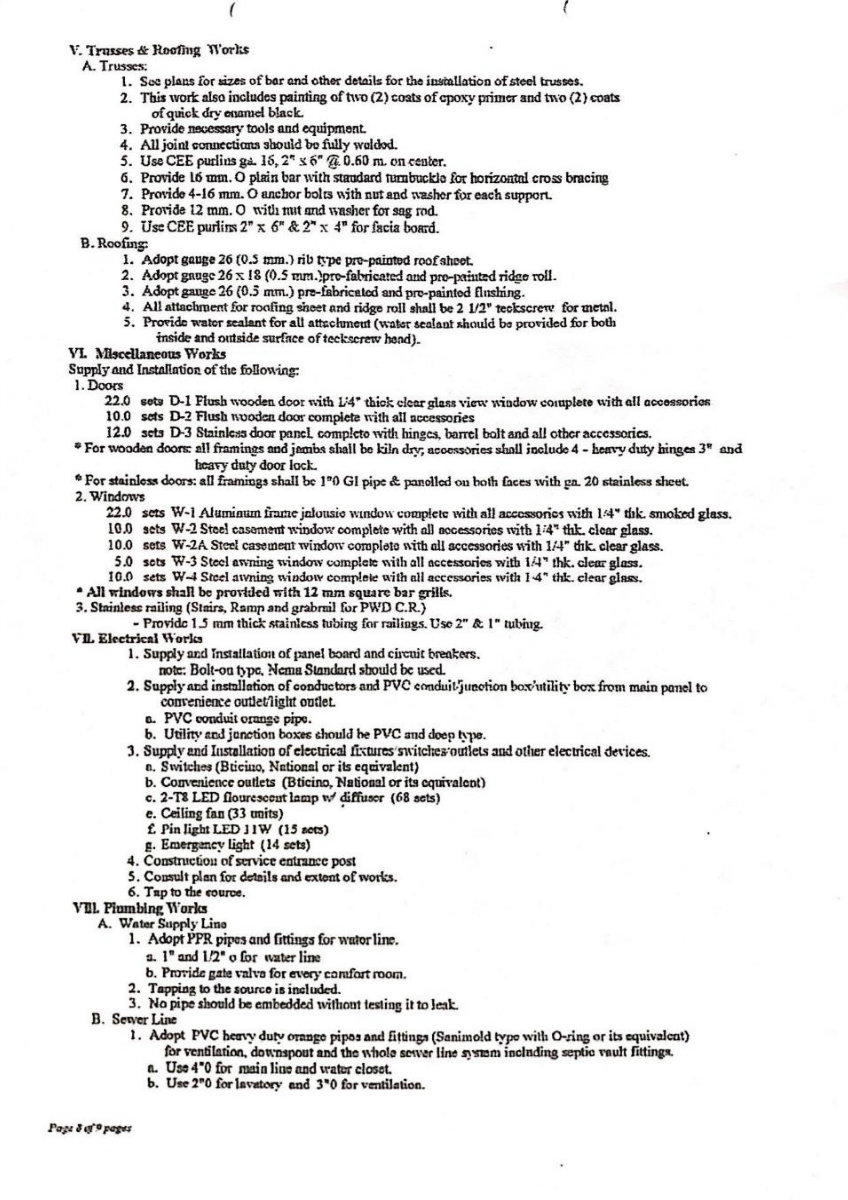 V. Trusses & Roofing Works
A. Trusses:
1. See plans for sizes of bar and other details for the installation of steel trusses.
2. This work also includes painting of two (2) coats of epoxy primer and two (2) coats
of quick dry enamel black.
3. Provide necessary tools and equipment.
4. All joint connections should be fully welded.
5. Use CEE purlins ga. 16, 2" x 6" @ 0.60 m. on center.
6. Provide 16 mm. O plain bar with standard turnbuckle for horizontal cross bracing
7. Provide 4-16 mm. O anchor bolts with nut and washer for each support.
8. Provide 12 mm. O with nut and washer for sag rod.
9. Use CEE purlins 2" x 6" & 2" x 4" for facia board.
B. Roofing:
1. Adopt gauge 26 (0.5 mm.) rib type pre-painted roof sheet.
2. Adopt gauge 26 x 18 (0.5 mm.)pre-fabricated and pre-painted ridge roll.
3. Adopt gauge 26 (0.5 mm.) pre-fabricated and pre-painted flashing.
4. All attachment for roofing sheet and ridge roll shall be 2 1/2" teckscrew for metal.
5. Provide water sealant for all attachment (water sealant should be provided for both
inside and outside surface of teckscrew head).
VI. Miscellaneous Works
Supply and Installation of the following:
1. Doors
22.0 sets D-1 Flush wooden door with 1/4" thick clear glass view window complete with all accessories
10.0 sets D-2 Flush wooden door complete with all accessories
12.0 sets D-3 Stainless door panel complete with hinges, barrel bolt and all other accessories.
* For wooden doors: all framings and jambs shall be kiln dry; accessories shall include 4 - heavy duty hinges 3" and
heavy duty door lock.
* For stainless doors: all framings shall be 1"0 GI pipe & panelled on both faces with ga. 20 stainless sheet.
2. Windows
22.0 sets W-1 Aluminum frame jalousie window complete with all accessories with 1/4" thk. smoked glass.
10.0 sets W-2 Steel casement window complete with all accessories with 1/4" thk. clear glass.
10.0 sets W-2A Steel casement window complete with all accessories with 1/4" thk. clear glass.
5.0 sets W-3 Steel awning window complete with all accessories with 1/4" thk. clear glass.
10.0 sets W-4 Steel awning window complete with all accessories with 1/4" thk. clear glass.
* All windows shall be provided with 12 mm square bar grills.
3. Stainless railing (Stairs, Ramp and grabrail for PWD C.R.)
- Provide 1.5 mm thick stainless tubing for railings. Use 2" & 1" tubing.
VII. Electrical Works
1. Supply and Installation of panel board and circuit breakers.
note: Bolt-on type, Nema Standard should be used.
2. Supply and installation of conductors and PVC conduit/junction box/utility box from main panel to
convenience outlet/light outlet.
a. PVC conduit orange pipe.
b. Utility and junction boxes should be PVC and deep type.
3. Supply and Installation of electrical fixtures/switches/outlets and other electrical devices.
a. Switches (Bticino, National or its equivalent)
b. Convenience outlets (Bticino, National or its equivalent)
c. 2-T8 LED flourescent lamp w/ diffuser (68 sets)
e. Ceiling fan (33 units)
f. Pin light LED 11W (15 sets)
g. Emergency light (14 sets)
4. Construction of service entrance post
5. Consult plan for details and extent of works.
6. Tap to the source.
VIII. Plumbing Works
A. Water Supply Line
1. Adopt PPR pipes and fittings for water line.
a. 1" and 1/2" o for water line
b. Provide gate valve for every comfort room.
2. Tapping to the source is included.
3. No pipe should be embedded without testing it to leak.
B. Sewer Line
1. Adopt PVC heavy duty orange pipes and fittings (Sanimold type with O-ring or its equivalent)
for ventilation, downspout and the whole sewer line system including septic vault fittings.
a. Use 4"0 for main line and water closet.
b. Use 2"0 for lavatory and 3"0 for ventilation.
Page 8 of 9 pages